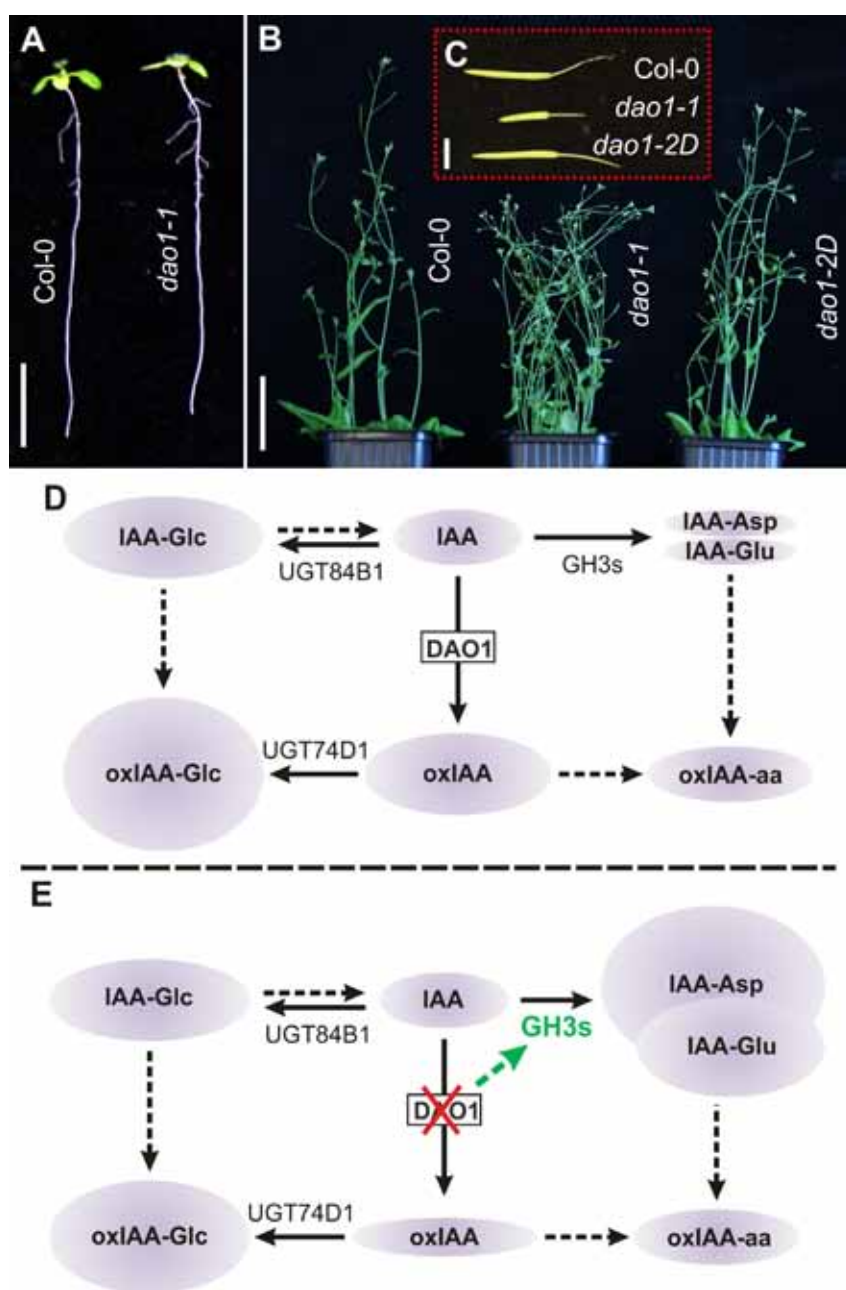 A
Col-0
dao1-1
B
C
Col-0
dao1-1
dao1-2D
Col-0
dao1-1
dao1-2D
D
IAA-Glc
IAA
IAA-Asp
IAA-Glu
UGT84B1
GH3s
DAO1
UGT74D1
oxIAA-Glc
oxIAA
oxIAA-aa
E
IAA-Glc
IAA
IAA-Asp
UGT84B1
GH3s
IAA-Glu
DAO1
UGT74D1
oxIAA-Glc
oxIAA
oxIAA-aa